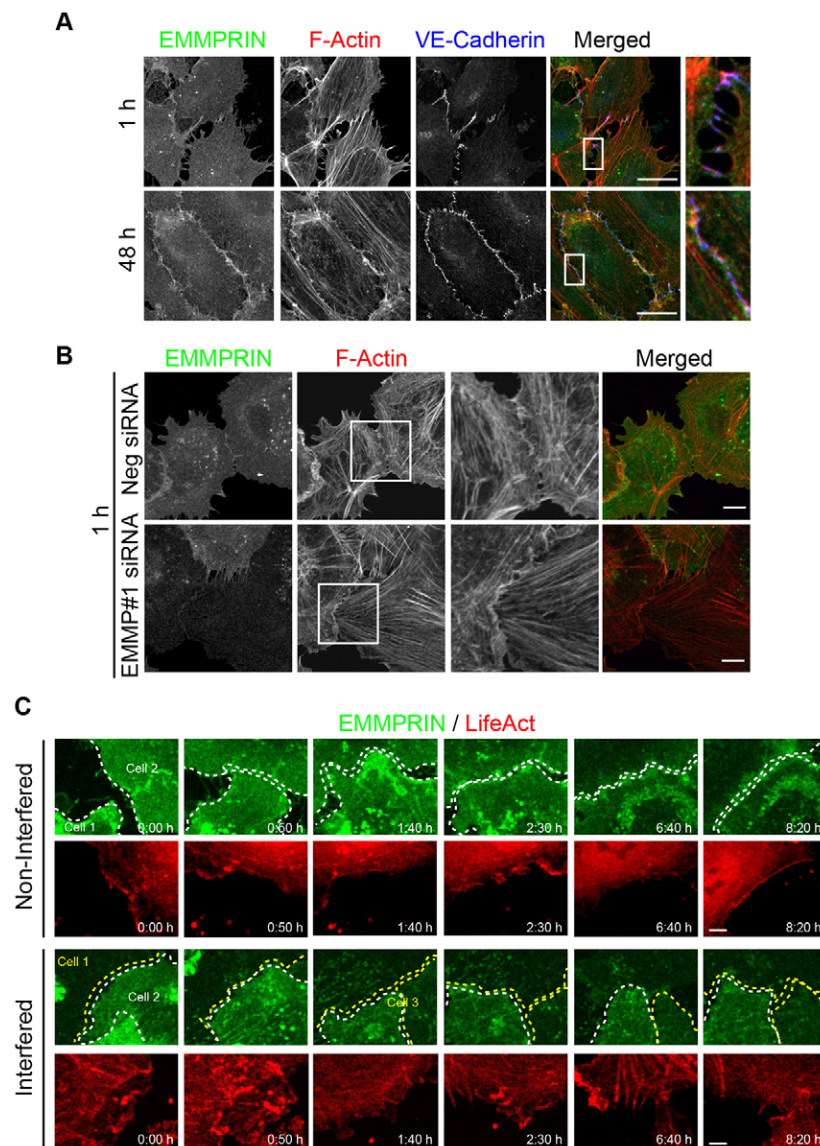 A
EMMPRIN F-Actin VE-Cadherin Merged
1 h
48 h
B
EMMPRIN F-Actin Merged
1 h
Neg siRNA
EMMP#1 siRNA
C
EMMPRIN / LifeAct
Non-Interfered
Cell 2
Cell 1 0:00 h 0:50 h 1:40 h 2:30 h 6:40 h 8:20 h
0:00 h 0:50 h 1:40 h 2:30 h 6:40 h 8:20 h
Interfered
Cell 1
Cell 2 Cell 3
0:00 h 0:50 h 1:40 h 2:30 h 6:40 h 8:20 h